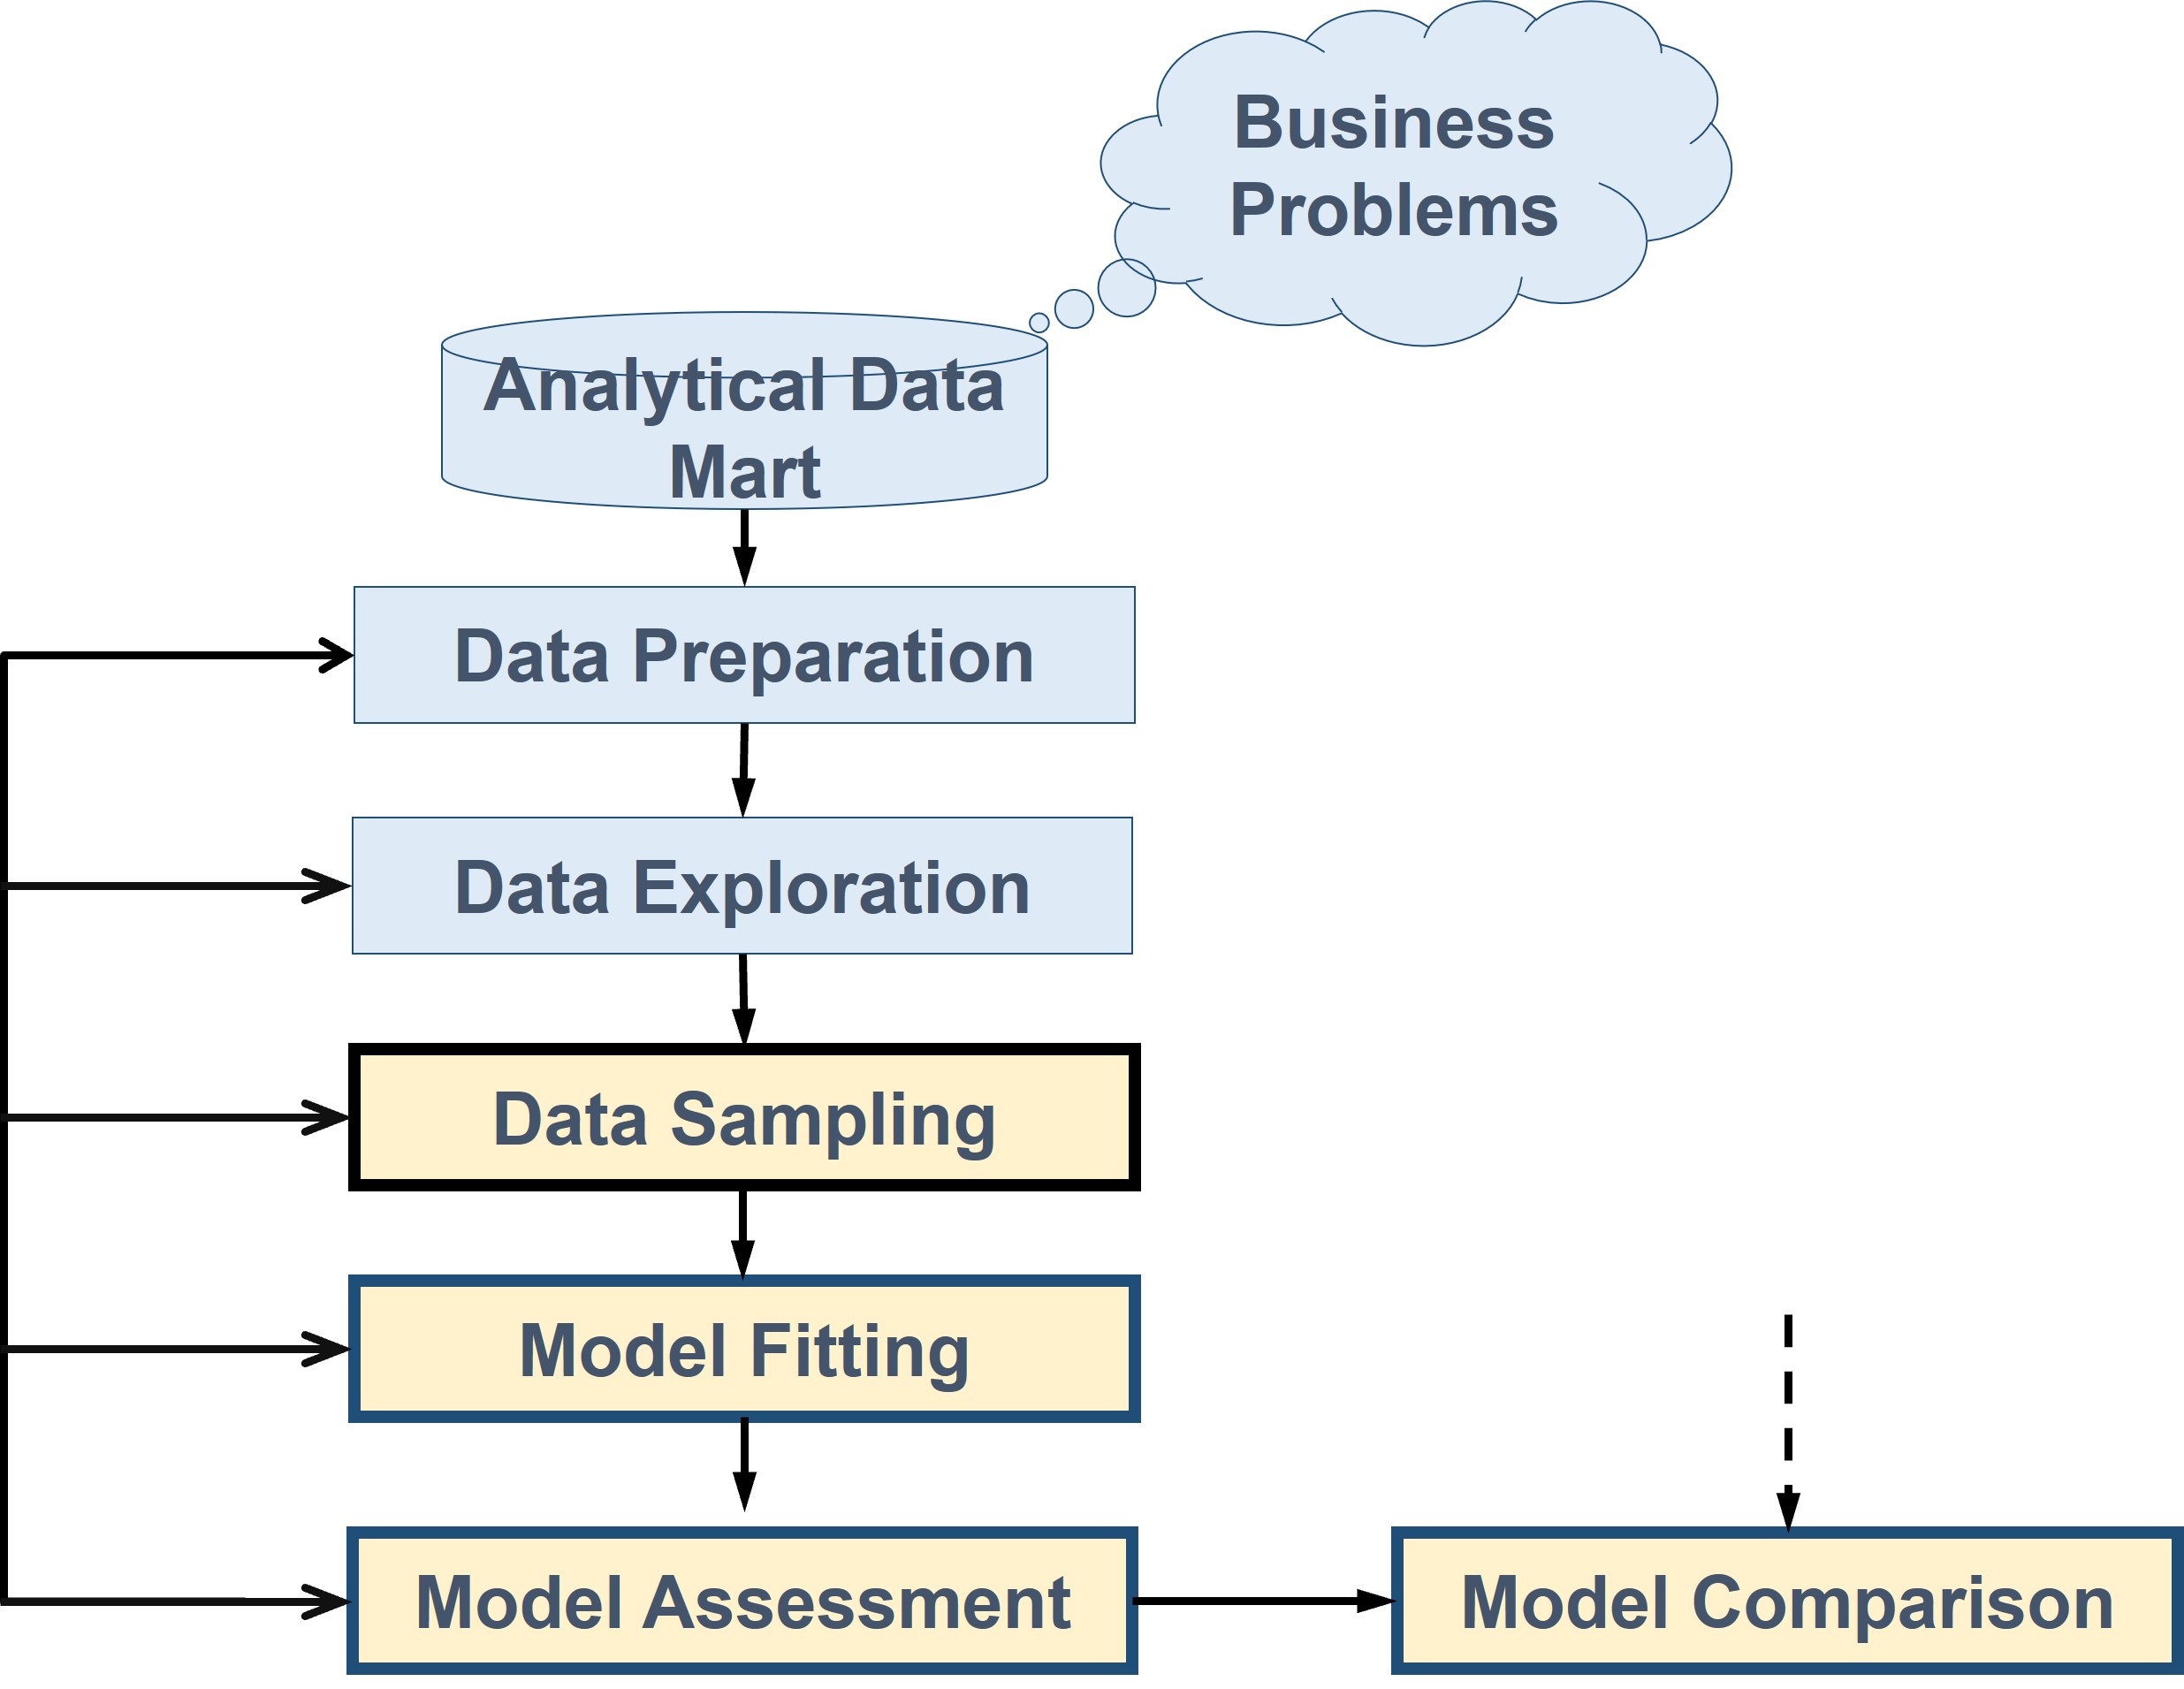 Business
Problems
Analytical Data
Mart
Data Preparation
Data Exploration
Data Sampling
Model Fitting
Model Assessment
Model Comparison